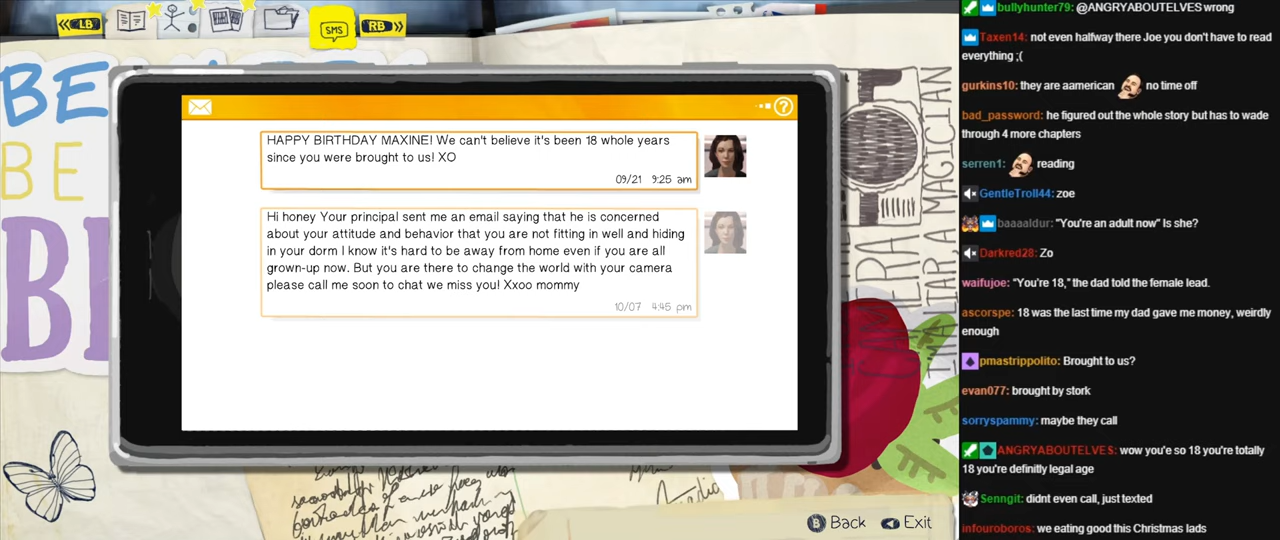 LB
SMS
RB
BE
BE
HAPPY BIRTHDAY MAXINE! We can't believe it's been 18 whole years
since you were brought to us! XO
09/21 9:25 am
Hi honey Your principal sent me an email saying that he is concerned
about your attitude and behavior that you are not fitting in well and hiding
in your dorm I know it's hard to be away from home even if you are all
grown-up now. But you are there to change the world with your camera
please call me soon to chat we miss you! Xxoo mommy
10/07 4:45 pm
B Back
Exit
bullyhunter79: @ANGRYABOUTELVES wrong
Taxen14: not even halfway there Joe you don't have to read
everything ;(
gurkins10: they are aamerican no time off
bad_password: he figured out the whole story but has to wade
through 4 more chapters
serren1: reading
GentleTroll44: zoe
baaaaldur: "You're an adult now" Is she?
Darkred28: Zo
waifujoe: "You're 18," the dad told the female lead.
ascorspe: 18 was the last time my dad gave me money, weirdly
enough
pmastrippolito: Brought to us?
evan077: brought by stork
sorryspammy: maybe they call
ANGRYABOUTELVES: wow you'e so 18 you're totally
18 you're definitly legal age
Senngit: didnt even call, just texted
infouroboros: we eating good this Christmas lads